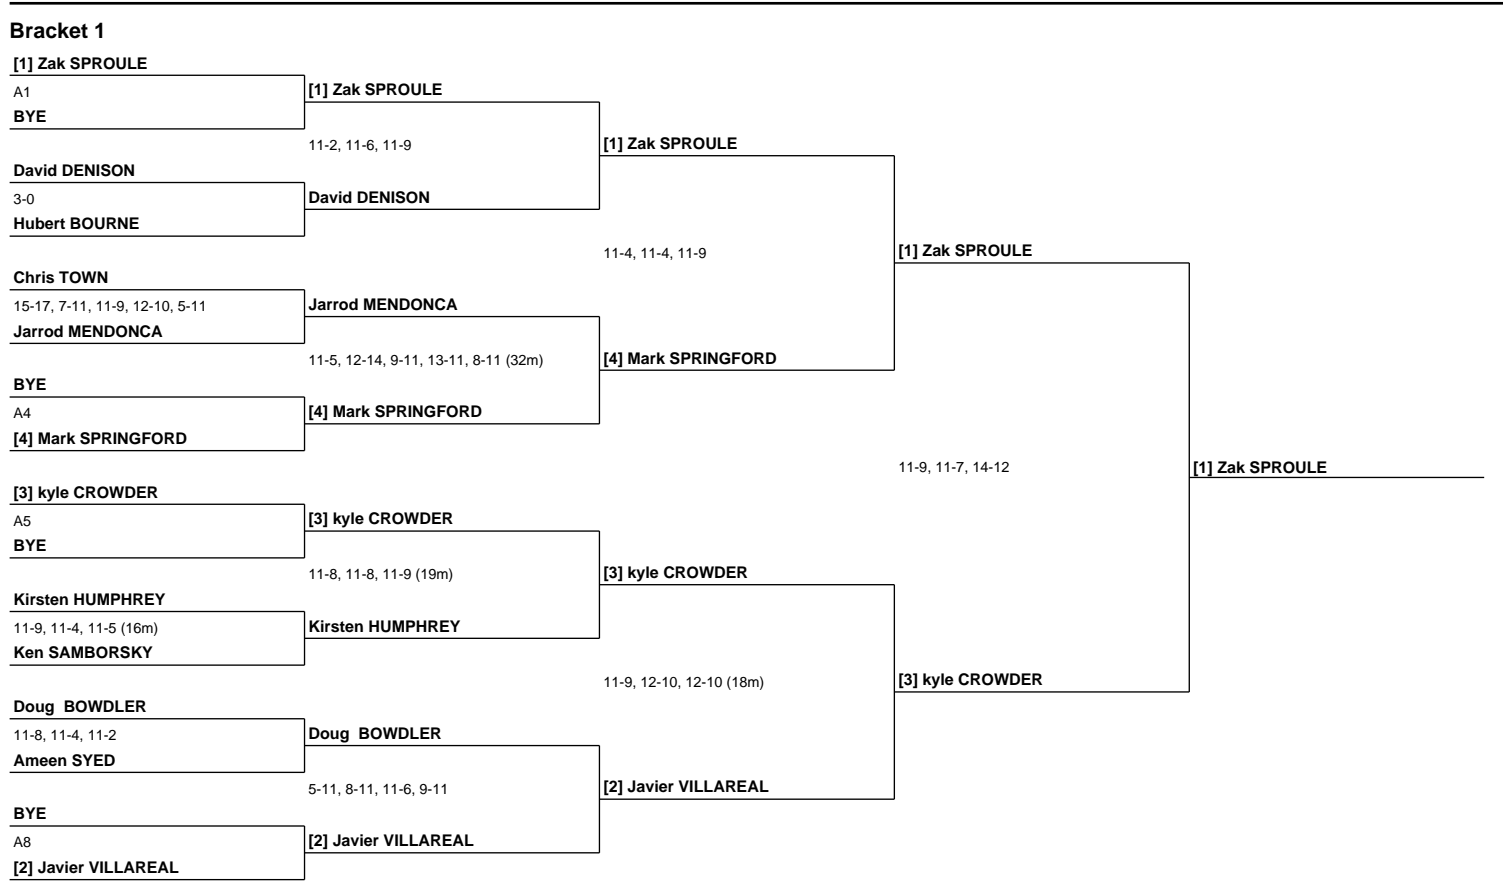 Bracket 1
[1] Zak SPROULE
A1
[1] Zak SPROULE
BYE
11-2, 11-6, 11-9
[1] Zak SPROULE
David DENISON
3-0
David DENISON
Hubert BOURNE
11-4, 11-4, 11-9
[1] Zak SPROULE
Chris TOWN
15-17, 7-11, 11-9, 12-10, 5-11
Jarrod MENDONCA
Jarrod MENDONCA
11-5, 12-14, 9-11, 13-11, 8-11 (32m)
[4] Mark SPRINGFORD
BYE
A4
[4] Mark SPRINGFORD
[4] Mark SPRINGFORD
11-9, 11-7, 14-12
[1] Zak SPROULE
[3] kyle CROWDER
A5
[3] kyle CROWDER
BYE
11-8, 11-8, 11-9 (19m)
[3] kyle CROWDER
Kirsten HUMPHREY
11-9, 11-4, 11-5 (16m)
Kirsten HUMPHREY
Ken SAMBORSKY
11-9, 12-10, 12-10 (18m)
[3] kyle CROWDER
Doug  BOWDLER
11-8, 11-4, 11-2
Doug  BOWDLER
Ameen SYED
5-11, 8-11, 11-6, 9-11
[2] Javier VILLAREAL
BYE
A8
[2] Javier VILLAREAL
[2] Javier VILLAREAL